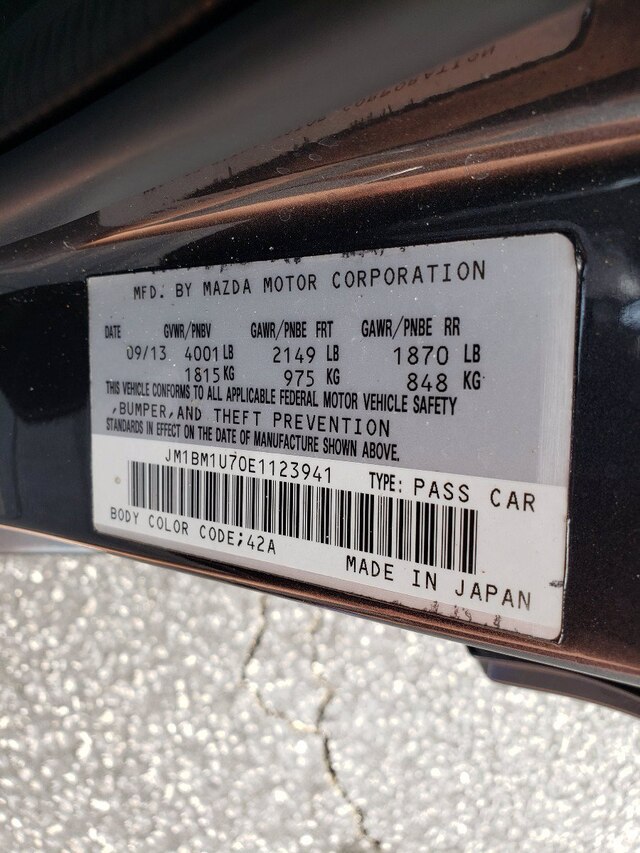 MFD. BY MAZDA MOTOR CORPORATION
DATE GVWR/PNBV GAWR/PNBE FRT GAWR/PNBE RR
09/13 4001 LB 2149 LB 1870 LB
1815 KG 975 KG 848 KG
THIS VEHICLE CONFORMS TO ALL APPLICABLE FEDERAL MOTOR VEHICLE SAFETY
,BUMPER,AND THEFT PREVENTION
STANDARDS IN EFFECT ON THE DATE OF MANUFACTURE SHOWN ABOVE.
JM1BM1U70E1123941 TYPE: PASS CAR
BODY COLOR CODE;42A
MADE IN JAPAN